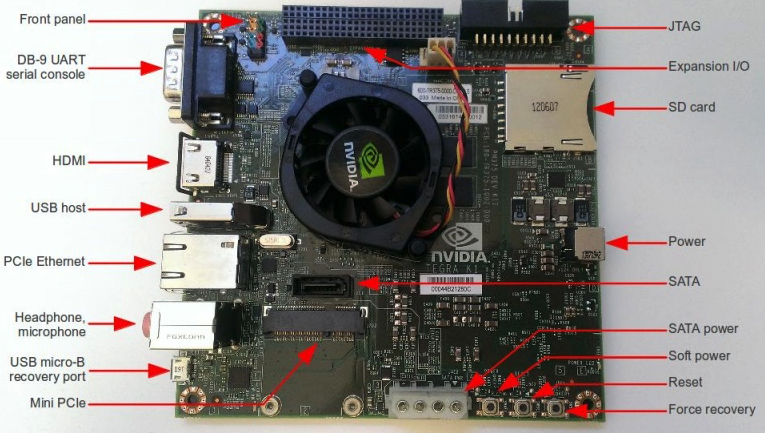 Front panel
DB-9 UART
serial console
HDMI
USB host
PCIe Ethernet
Headphone,
microphone
USB micro-B
recovery port
Mini PCIe
JTAG
Expansion I/O
SD card
Power
SATA
SATA power
Soft power
Reset
Force recovery
120607
NVIDIA
NVIDIA
FOXCONN